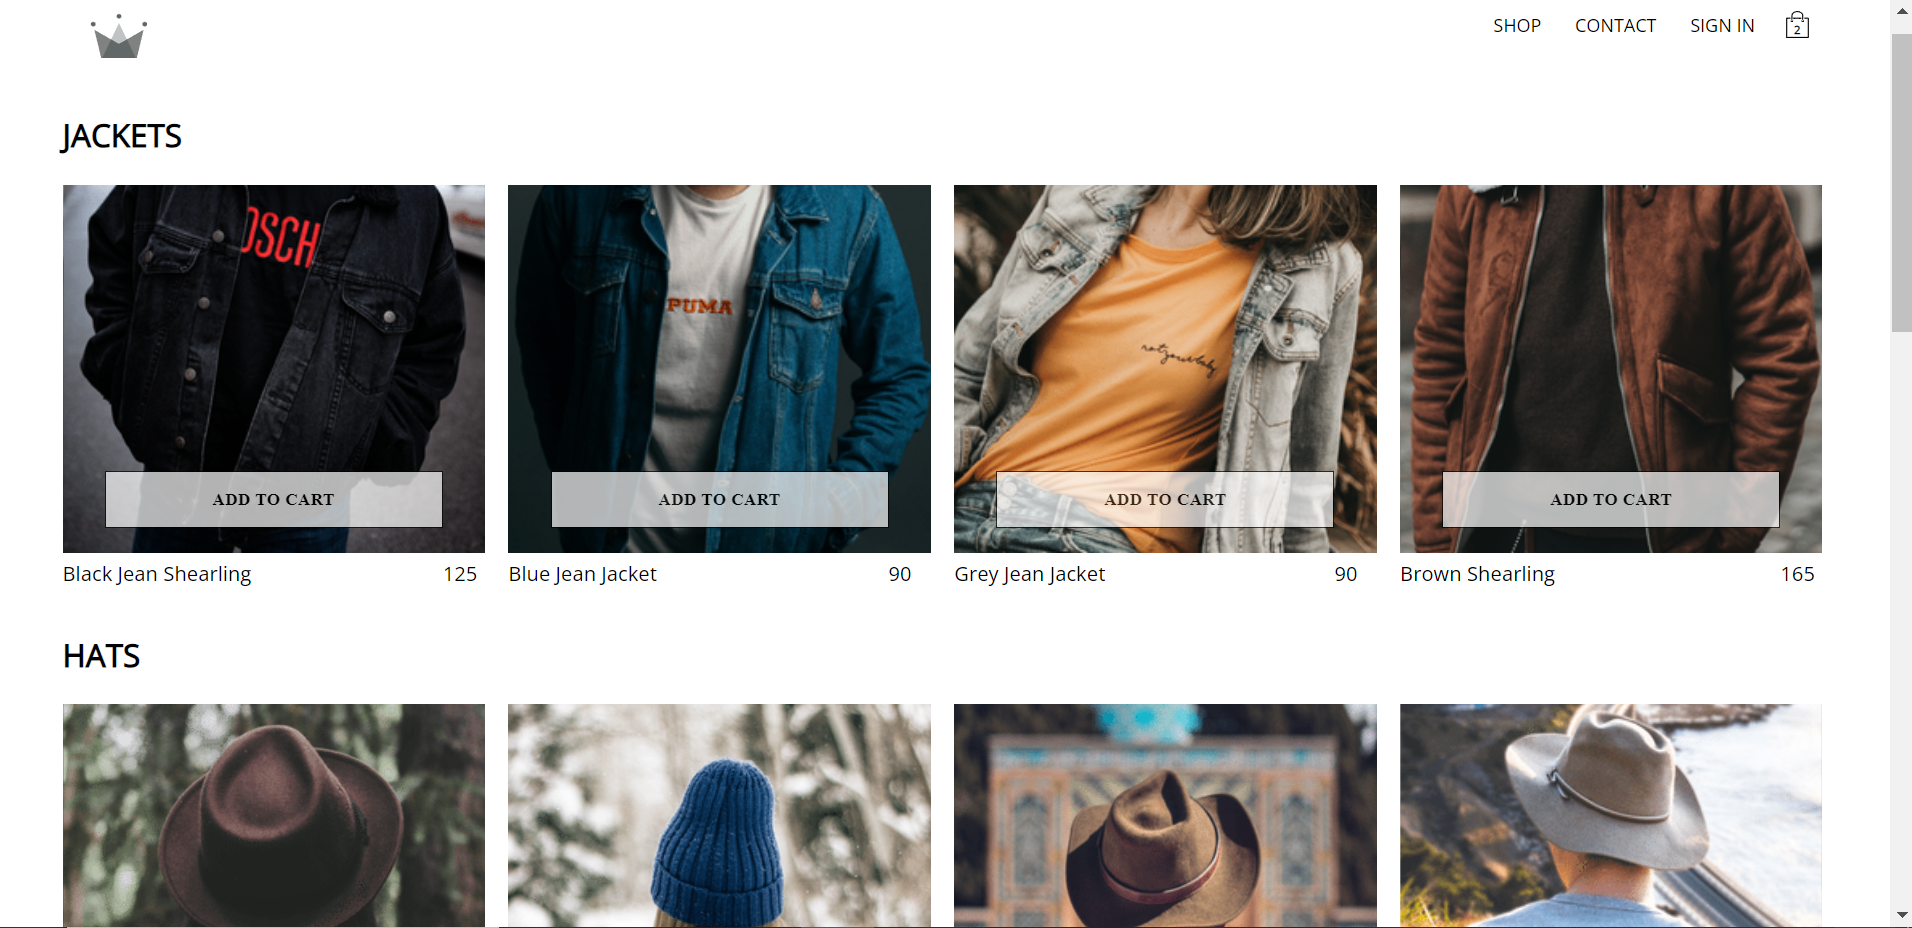 SHOP CONTACT SIGN IN 2
JACKETS
OSCH
PUMA
notyourbaby
ADD TO CART
ADD TO CART
ADD TO CART
ADD TO CART
Black Jean Shearling 125
Blue Jean Jacket 90
Grey Jean Jacket 90
Brown Shearling 165
HATS